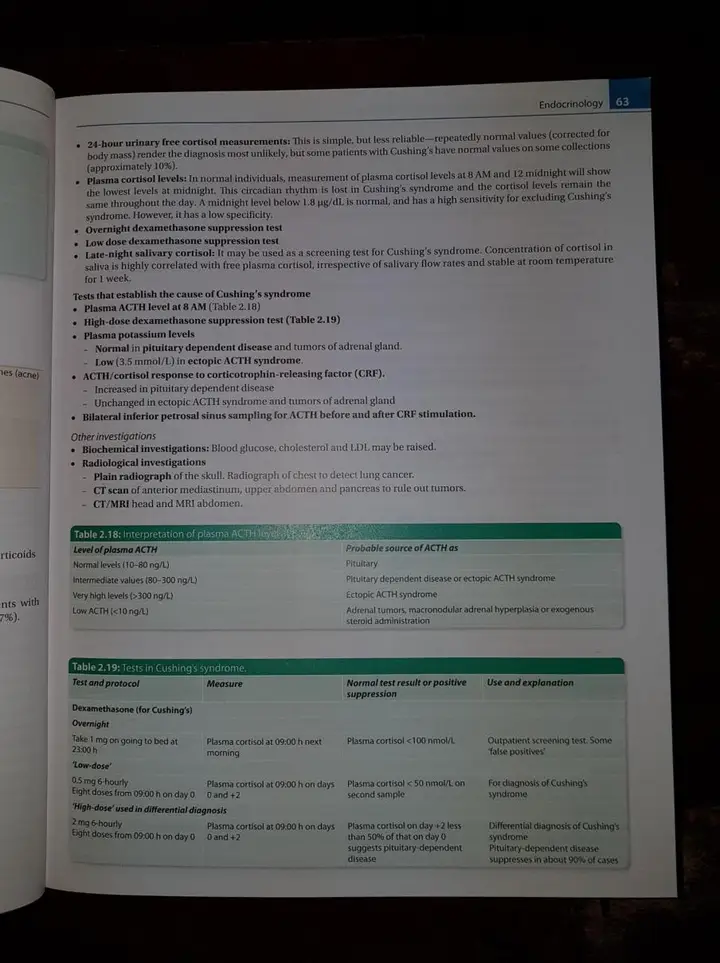 Endocrinology 63
• 24-hour urinary free cortisol measurements: This is simple, but less reliable—repeatedly normal values (corrected for
body mass) render the diagnosis most unlikely, but some patients with Cushing's have normal values on some collections
(approximately 10%).
• Plasma cortisol levels: In normal individuals, measurement of plasma cortisol levels at 8 AM and 12 midnight will show
the lowest levels at midnight. This circadian rhythm is lost in Cushing's syndrome and the cortisol levels remain the
same throughout the day. A midnight level below 1.8 µg/dL is normal, and has a high sensitivity for excluding Cushing's
syndrome. However, it has a low specificity.
• Overnight dexamethasone suppression test
• Low dose dexamethasone suppression test
• Late-night salivary cortisol: It may be used as a screening test for Cushing's syndrome. Concentration of cortisol in
saliva is highly correlated with free plasma cortisol, irrespective of salivary flow rates and stable at room temperature
for 1 week.
Tests that establish the cause of Cushing's syndrome
• Plasma ACTH level at 8 AM (Table 2.18)
• High-dose dexamethasone suppression test (Table 2.19)
• Plasma potassium levels
– Normal in pituitary dependent disease and tumors of adrenal gland.
– Low (3.5 mmol/L) in ectopic ACTH syndrome.
• ACTH/cortisol response to corticotrophin-releasing factor (CRF).
– Increased in pituitary dependent disease
– Unchanged in ectopic ACTH syndrome and tumors of adrenal gland
• Bilateral inferior petrosal sinus sampling for ACTH before and after CRF stimulation.
Other investigations
• Biochemical investigations: Blood glucose, cholesterol and LDL may be raised.
• Radiological investigations
– Plain radiograph of the skull. Radiograph of chest to detect lung cancer.
– CT scan of anterior mediastinum, upper abdomen and pancreas to rule out tumors.
– CT/MRI head and MRI abdomen.
Table 2.18: Interpretation of plasma ACTH
Level of plasma ACTH Probable source of ACTH as
Normal levels (10–80 ng/L) Pituitary
Intermediate values (80–300 ng/L) Pituitary dependent disease or ectopic ACTH syndrome
Very high levels (>300 ng/L) Ectopic ACTH syndrome
Low ACTH (<10 ng/L) Adrenal tumors, macronodular adrenal hyperplasia or exogenous
steroid administration
Table 2.19: Tests in Cushing's syndrome.
Test and protocol Measure Normal test result or positive Use and explanation
suppression
Dexamethasone (for Cushing's)
Overnight
Take 1 mg on going to bed at Plasma cortisol at 09:00 h next Plasma cortisol <100 nmol/L Outpatient screening test. Some
23:00 h morning 'false positives'
'Low-dose'
0.5 mg 6-hourly Plasma cortisol at 09:00 h on days Plasma cortisol < 50 nmol/L on For diagnosis of Cushing's
Eight doses from 09:00 h on day 0 0 and +2 second sample syndrome
'High-dose' used in differential diagnosis
2 mg 6-hourly Plasma cortisol at 09:00 h on days Plasma cortisol on day +2 less Differential diagnosis of Cushing's
Eight doses from 09:00 h on day 0 0 and +2 than 50% of that on day 0 syndrome
suggests pituitary-dependent Pituitary-dependent disease
disease suppresses in about 90% of cases
(acne)
rticoids
nts with
7%).